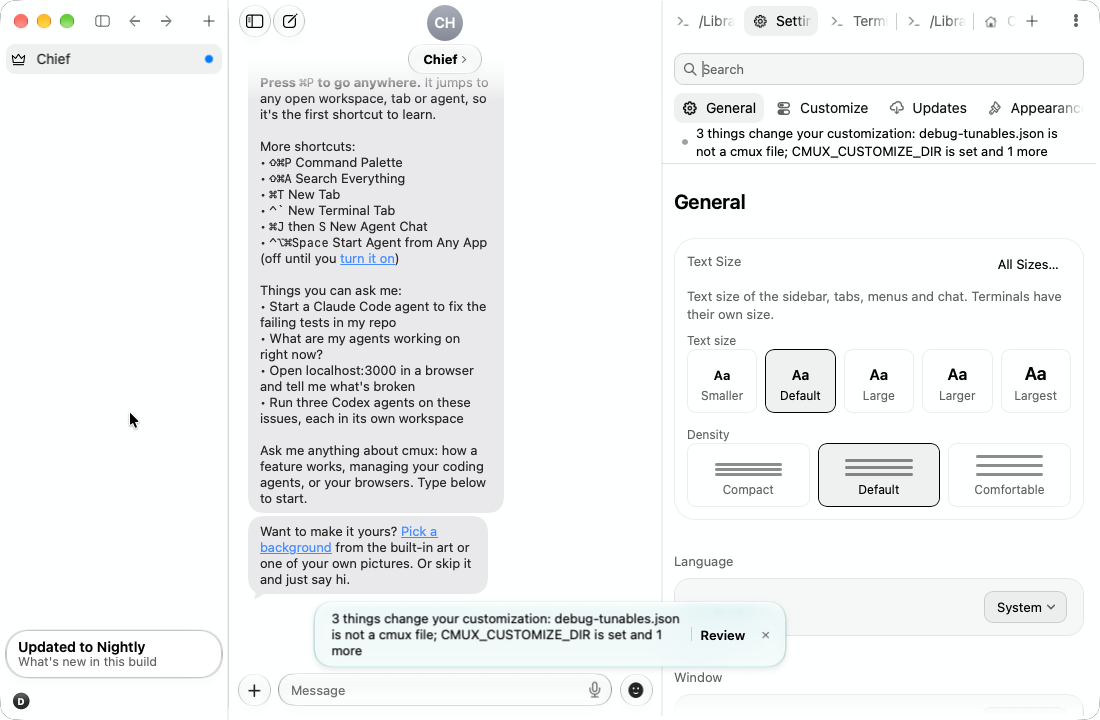 Chief
Updated to Nightly
What's new in this build
D
CH
Chief ›
Press ⌘P to go anywhere. It jumps to
any open workspace, tab or agent, so
it's the first shortcut to learn.
More shortcuts:
• ⇧⌘P Command Palette
• ⇧⌘A Search Everything
• ⌘T New Tab
• ^` New Terminal Tab
• ⌘J then S New Agent Chat
• ^⌥⌘Space Start Agent from Any App
(off until you turn it on)
Things you can ask me:
• Start a Claude Code agent to fix the
failing tests in my repo
• What are my agents working on
right now?
• Open localhost:3000 in a browser
and tell me what's broken
• Run three Codex agents on these
issues, each in its own workspace
Ask me anything about cmux: how a
feature works, managing your coding
agents, or your browsers. Type below
to start.
Want to make it yours? Pick a
background from the built-in art or
one of your own pictures. Or skip it
and just say hi.
3 things change your customization: debug-tunables.json
is not a cmux file; CMUX_CUSTOMIZE_DIR is set and 1
more
Review
Message
/Libra
Settin
Termi
/Libra
Search
General
Customize
Updates
Appearanc
3 things change your customization: debug-tunables.json is
not a cmux file; CMUX_CUSTOMIZE_DIR is set and 1 more
General
Text Size
All Sizes...
Text size of the sidebar, tabs, menus and chat. Terminals have
their own size.
Text size
Aa Aa Aa Aa Aa
Smaller Default Large Larger Largest
Density
Compact Default Comfortable
Language
System
Window